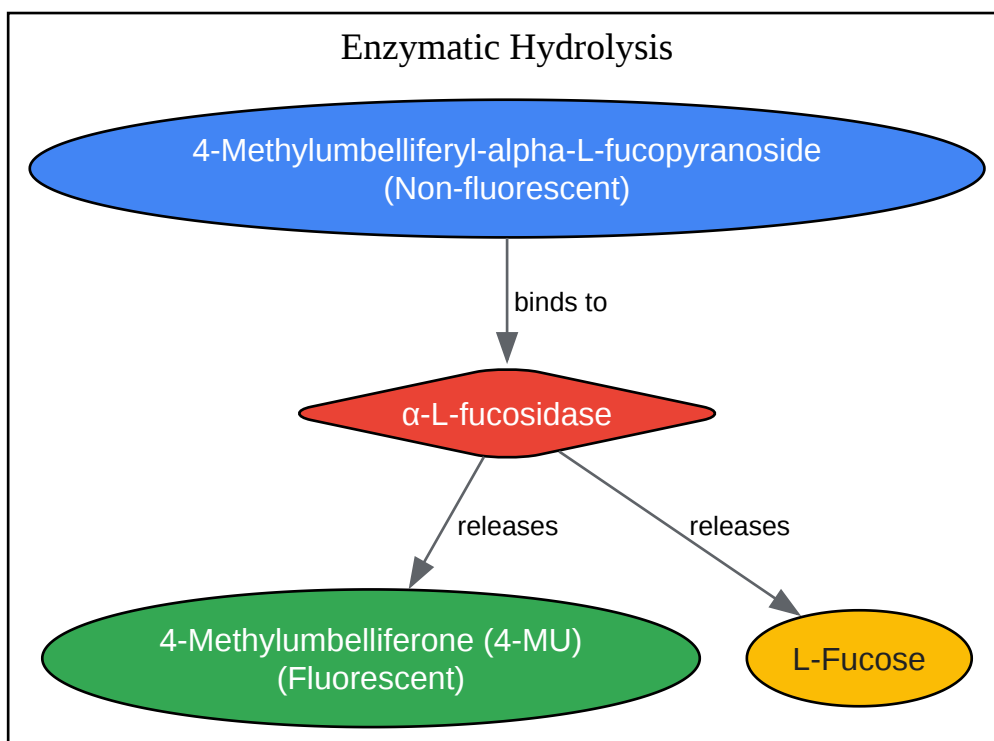 Enzymatic Hydrolysis
4-Methylumbelliferyl-alpha-L-fucopyranoside
(Non-fluorescent)
binds to
α-L-fucosidase
releases
releases
4-Methylumbelliferone (4-MU)
(Fluorescent)
L-Fucose